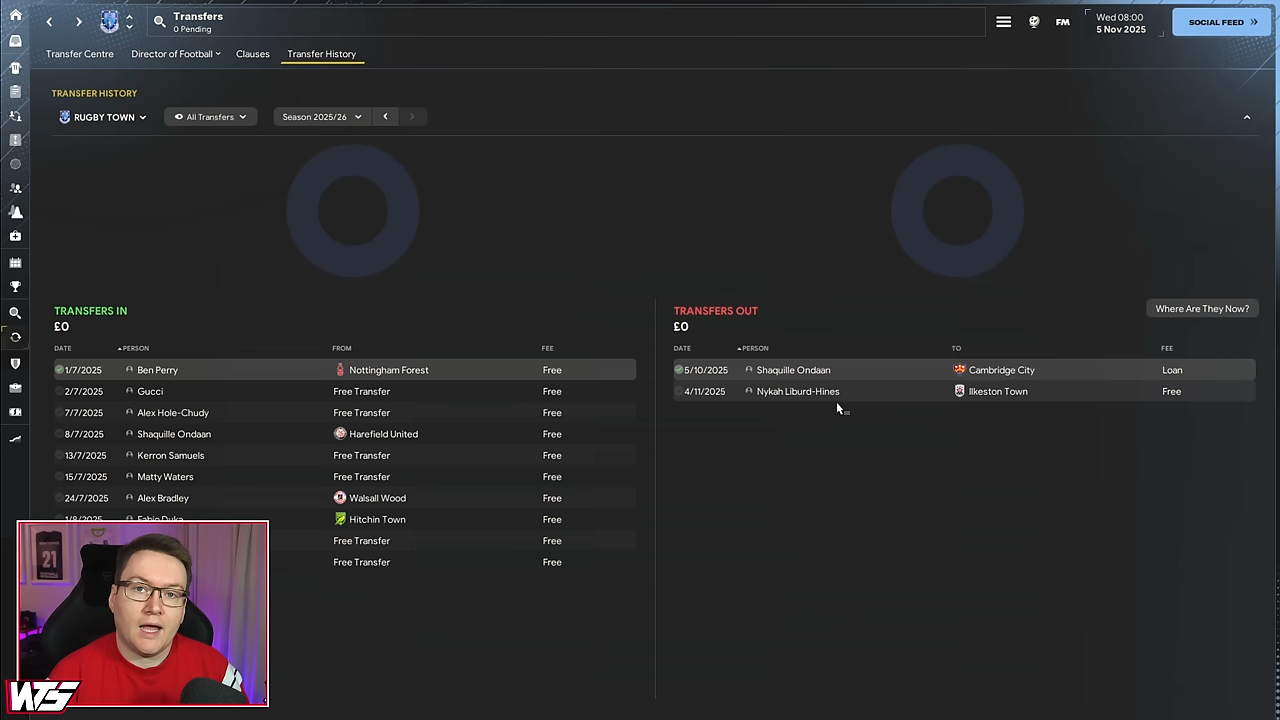 Transfers
0 Pending
FM
Wed 08:00
5 Nov 2025
SOCIAL FEED
Transfer Centre
Director of Football
Clauses
Transfer History
TRANSFER HISTORY
RUGBY TOWN
All Transfers
Season 2025/26
TRANSFERS IN
£0
DATE PERSON FROM FEE
1/7/2025 Ben Perry Nottingham Forest Free
2/7/2025 Gucci Free Transfer Free
7/7/2025 Alex Hole-Chudy Free Transfer Free
8/7/2025 Shaquille Ondaan Harefield United Free
13/7/2025 Kerron Samuels Free Transfer Free
15/7/2025 Matty Waters Free Transfer Free
24/7/2025 Alex Bradley Walsall Wood Free
1/8/2025 Fabio Duka Hitchin Town Free
Free Transfer Free
Free Transfer Free
TRANSFERS OUT
£0
Where Are They Now?
DATE PERSON TO FEE
5/10/2025 Shaquille Ondaan Cambridge City Loan
4/11/2025 Nykah Liburd-Hines Ilkeston Town Free
21
WTS